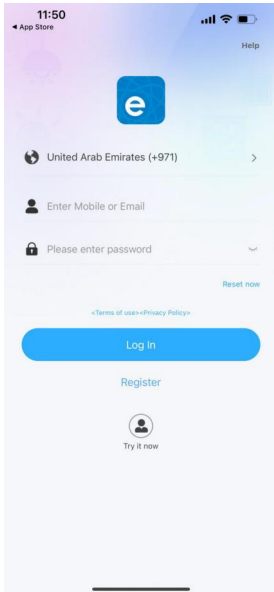 11:50
◀ App Store
Help
e
United Arab Emirates (+971)
Enter Mobile or Email
Please enter password
Reset now
<Terms of use><Privacy Policy>
Log In
Register
Try it now